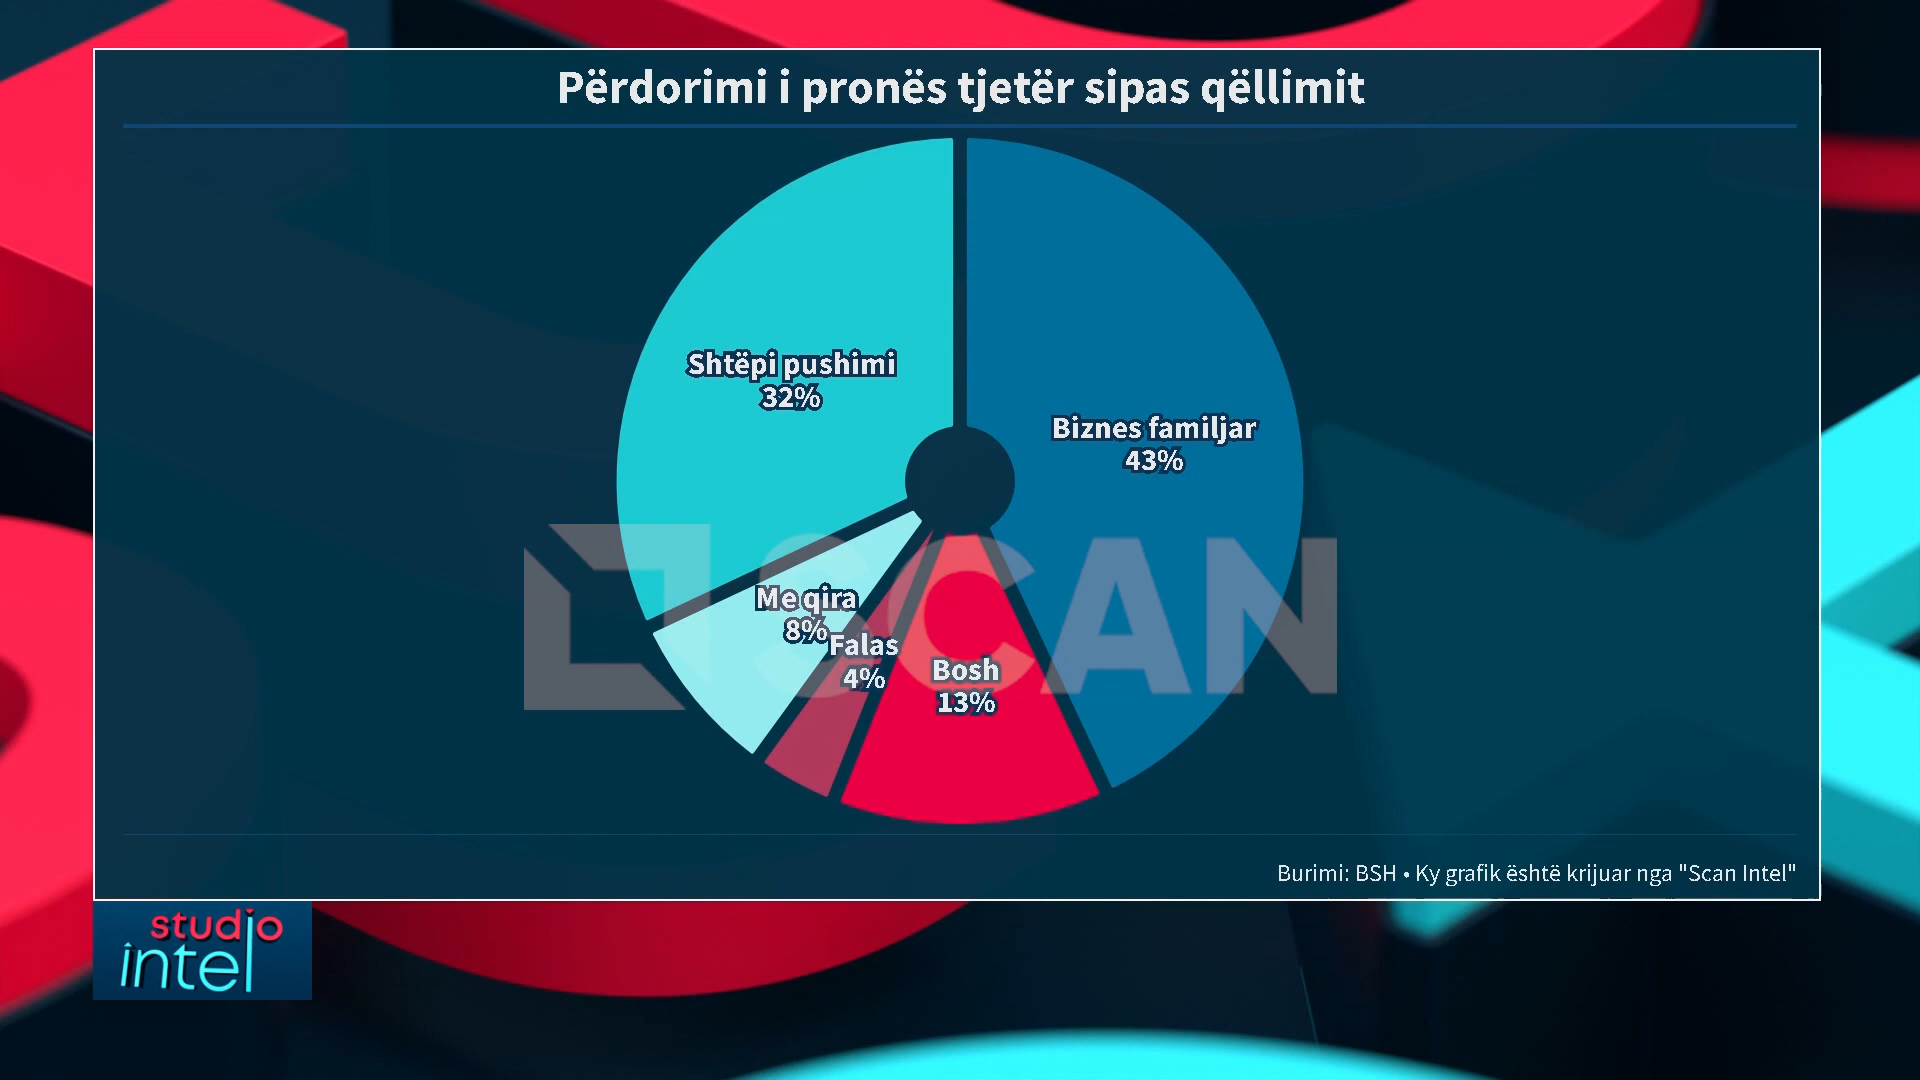 Përdorimi i pronës tjetër sipas qëllimit
Shtëpi pushimi
32%
Biznes familjar
43%
Me qira
8%
Falas
4%
Bosh
13%
SCAN
Burimi: BSH • Ky grafik është krijuar nga "Scan Intel"
studio
intel